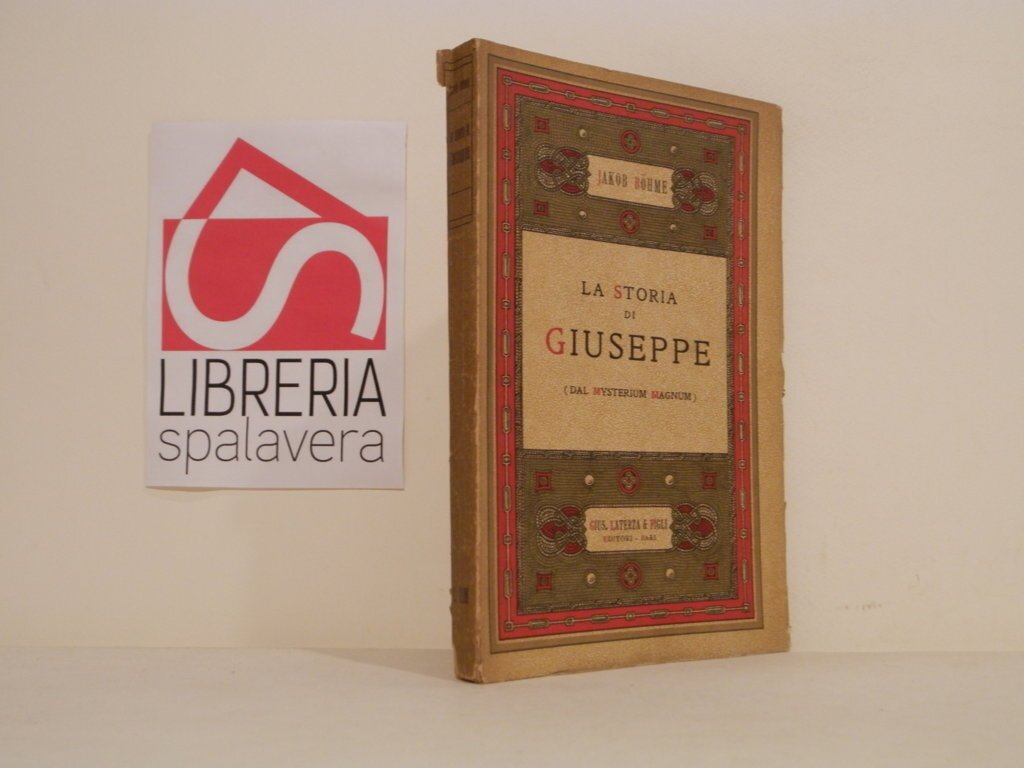 LIBRERIA
spalavera
JAKOB BÖHME
LA STORIA
DI
GIUSEPPE
(DAL MYSTERIUM MAGNUM)
GIUS. LATERZA & FIGLI
EDITORI - BARI